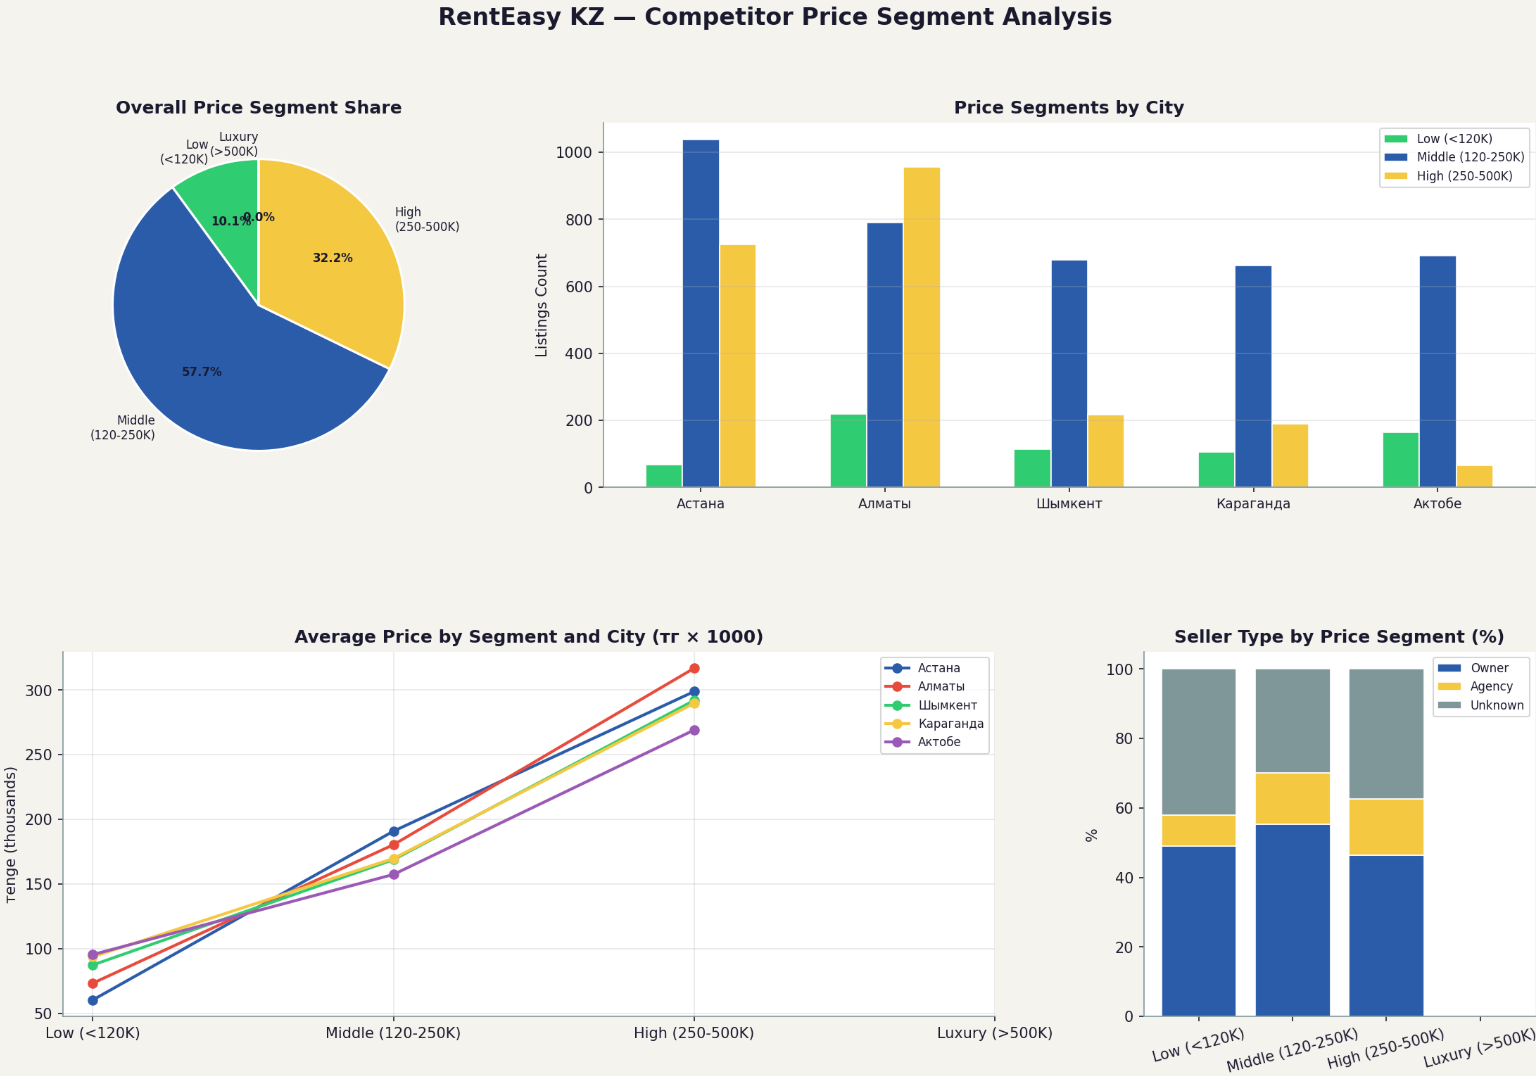 RentEasy KZ — Competitor Price Segment Analysis
Overall Price Segment Share
Low
(<120K)
Luxury
(>500K)
High
(250-500K)
Middle
(120-250K)
10.1%
0.0%
32.2%
57.7%
Price Segments by City
Listings Count
1000
800
600
400
200
0
Астана
Алматы
Шымкент
Караганда
Актобе
Low (<120K)
Middle (120-250K)
High (250-500K)
Average Price by Segment and City (тг × 1000)
Тенге (thousands)
300
250
200
150
100
50
Low (<120K)
Middle (120-250K)
High (250-500K)
Luxury (>500K)
Астана
Алматы
Шымкент
Караганда
Актобе
Seller Type by Price Segment (%)
%
100
80
60
40
20
0
Low (<120K)
Middle (120-250K)
High (250-500K)
Luxury (>500K)
Owner
Agency
Unknown